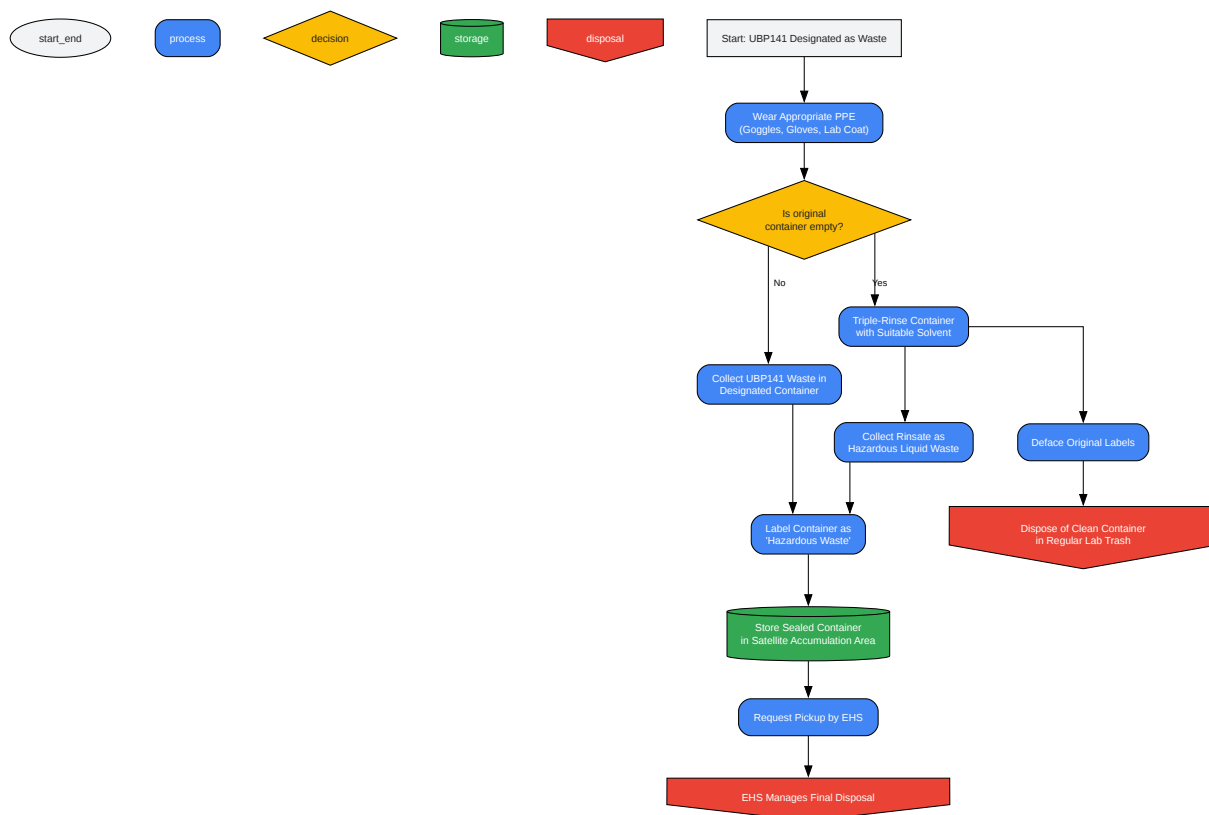 start_end
process
decision
storage
disposal
Start: UBP141 Designated as Waste
Wear Appropriate PPE
(Goggles, Gloves, Lab Coat)
Is original
container empty?
No
Yes
Triple-Rinse Container
with Suitable Solvent
Collect UBP141 Waste in
Designated Container
Collect Rinsate as
Hazardous Liquid Waste
Deface Original Labels
Label Container as
'Hazardous Waste'
Dispose of Clean Container
in Regular Lab Trash
Store Sealed Container
in Satellite Accumulation Area
Request Pickup by EHS
EHS Manages Final Disposal